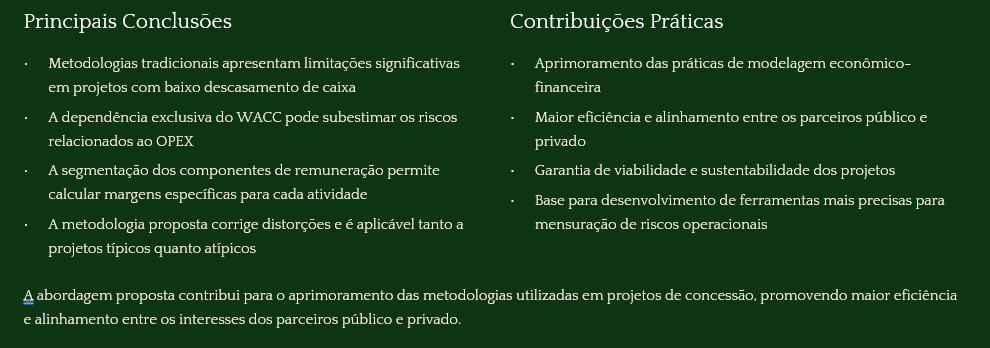 Principais Conclusões
• Metodologias tradicionais apresentam limitações significativas
em projetos com baixo descasamento de caixa
• A dependência exclusiva do WACC pode subestimar os riscos
relacionados ao OPEX
• A segmentação dos componentes de remuneração permite
calcular margens específicas para cada atividade
• A metodologia proposta corrige distorções e é aplicável tanto a
projetos típicos quanto atípicos
Contribuições Práticas
• Aprimoramento das práticas de modelagem econômico-
financeira
• Maior eficiência e alinhamento entre os parceiros público e
privado
• Garantia de viabilidade e sustentabilidade dos projetos
• Base para desenvolvimento de ferramentas mais precisas para
mensuração de riscos operacionais
A abordagem proposta contribui para o aprimoramento das metodologias utilizadas em projetos de concessão, promovendo maior eficiência
e alinhamento entre os interesses dos parceiros público e privado.